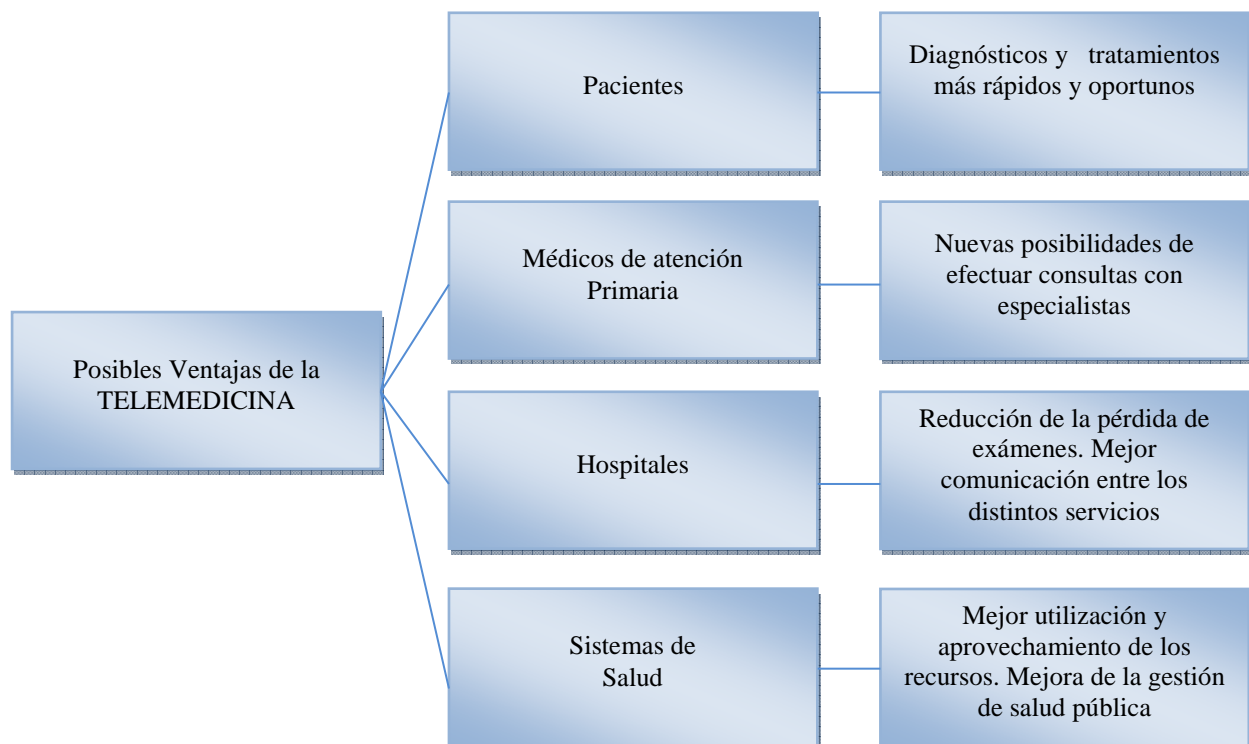 Posibles Ventajas de la
TELEMEDICINA
Pacientes
Diagnósticos y tratamientos
más rápidos y oportunos
Médicos de atención
Primaria
Nuevas posibilidades de
efectuar consultas con
especialistas
Hospitales
Reducción de la pérdida de
exámenes. Mejor
comunicación entre los
distintos servicios
Sistemas de
Salud
Mejor utilización y
aprovechamiento de los
recursos. Mejora de la gestión
de salud pública